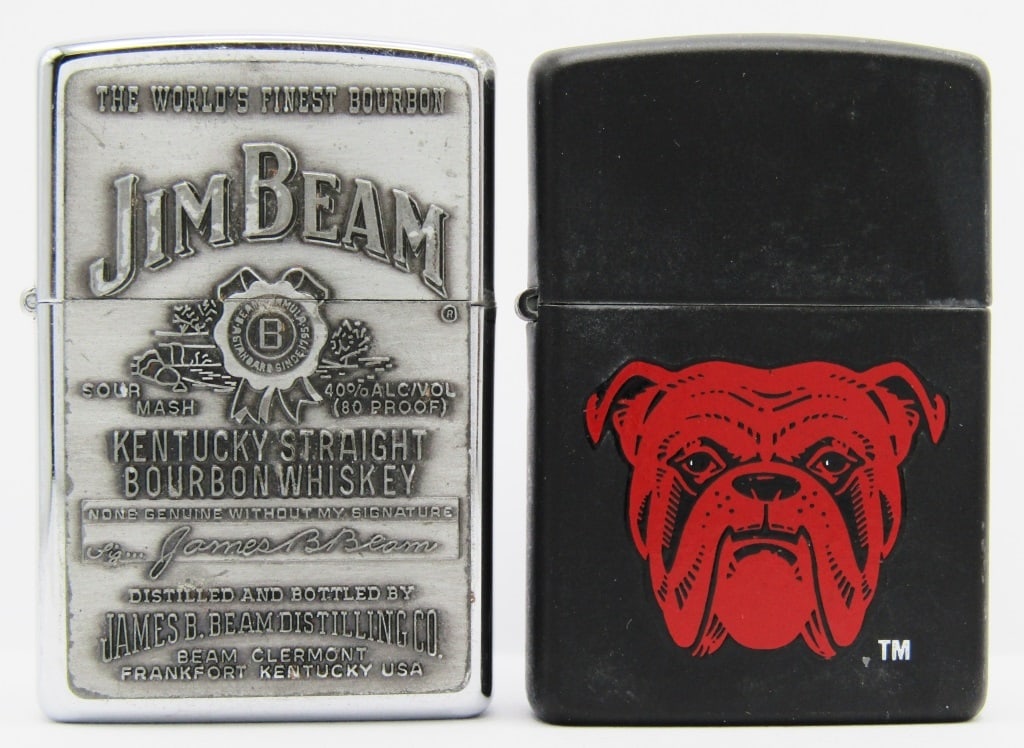 THE WORLD'S FINEST BOURBON
JIM BEAM
®
B
SOUR
MASH
40% ALC/VOL
(80 PROOF)
KENTUCKY STRAIGHT
BOURBON WHISKEY
NONE GENUINE WITHOUT MY SIGNATURE
James B Beam
DISTILLED AND BOTTLED BY
JAMES B. BEAM DISTILLING CO.
BEAM CLERMONT
FRANKFORT KENTUCKY USA
TM